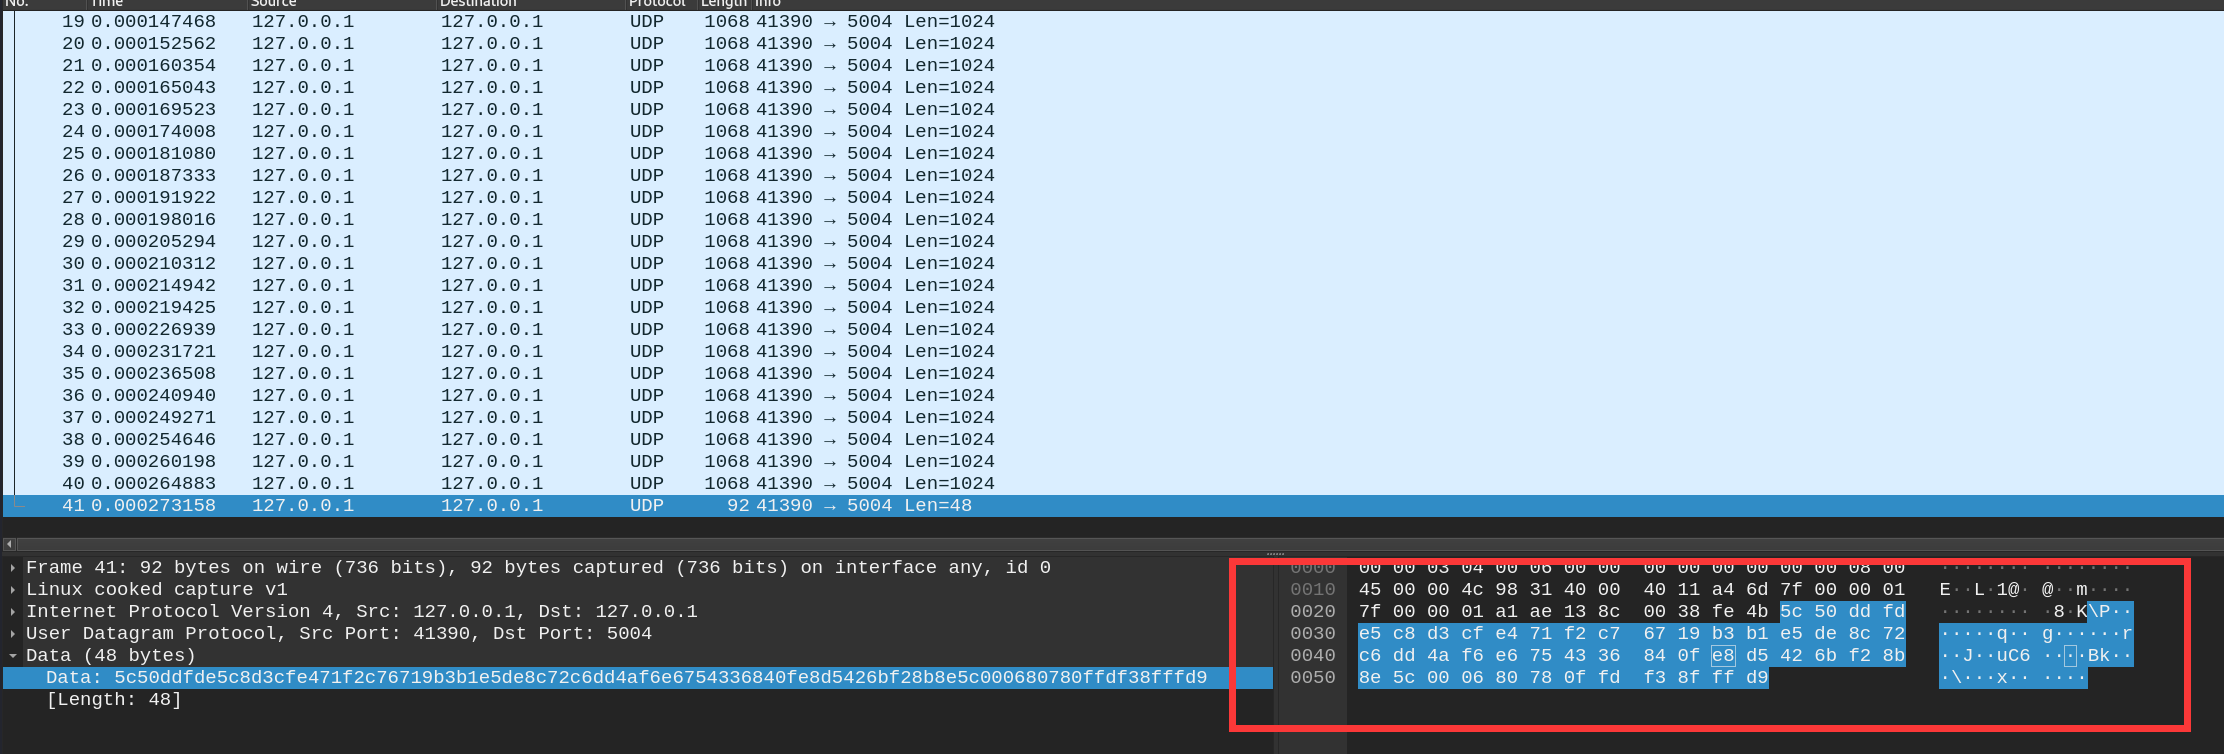 No. Time Source Destination Protocol Length Info
19 0.000147468 127.0.0.1 127.0.0.1 UDP 1068 41390 → 5004 Len=1024
20 0.000152562 127.0.0.1 127.0.0.1 UDP 1068 41390 → 5004 Len=1024
21 0.000160354 127.0.0.1 127.0.0.1 UDP 1068 41390 → 5004 Len=1024
22 0.000165043 127.0.0.1 127.0.0.1 UDP 1068 41390 → 5004 Len=1024
23 0.000169523 127.0.0.1 127.0.0.1 UDP 1068 41390 → 5004 Len=1024
24 0.000174008 127.0.0.1 127.0.0.1 UDP 1068 41390 → 5004 Len=1024
25 0.000181080 127.0.0.1 127.0.0.1 UDP 1068 41390 → 5004 Len=1024
26 0.000187333 127.0.0.1 127.0.0.1 UDP 1068 41390 → 5004 Len=1024
27 0.000191922 127.0.0.1 127.0.0.1 UDP 1068 41390 → 5004 Len=1024
28 0.000198016 127.0.0.1 127.0.0.1 UDP 1068 41390 → 5004 Len=1024
29 0.000205294 127.0.0.1 127.0.0.1 UDP 1068 41390 → 5004 Len=1024
30 0.000210312 127.0.0.1 127.0.0.1 UDP 1068 41390 → 5004 Len=1024
31 0.000214942 127.0.0.1 127.0.0.1 UDP 1068 41390 → 5004 Len=1024
32 0.000219425 127.0.0.1 127.0.0.1 UDP 1068 41390 → 5004 Len=1024
33 0.000226939 127.0.0.1 127.0.0.1 UDP 1068 41390 → 5004 Len=1024
34 0.000231721 127.0.0.1 127.0.0.1 UDP 1068 41390 → 5004 Len=1024
35 0.000236508 127.0.0.1 127.0.0.1 UDP 1068 41390 → 5004 Len=1024
36 0.000240940 127.0.0.1 127.0.0.1 UDP 1068 41390 → 5004 Len=1024
37 0.000249271 127.0.0.1 127.0.0.1 UDP 1068 41390 → 5004 Len=1024
38 0.000254646 127.0.0.1 127.0.0.1 UDP 1068 41390 → 5004 Len=1024
39 0.000260198 127.0.0.1 127.0.0.1 UDP 1068 41390 → 5004 Len=1024
40 0.000264883 127.0.0.1 127.0.0.1 UDP 1068 41390 → 5004 Len=1024
41 0.000273158 127.0.0.1 127.0.0.1 UDP 92 41390 → 5004 Len=48
Frame 41: 92 bytes on wire (736 bits), 92 bytes captured (736 bits) on interface any, id 0
Linux cooked capture v1
Internet Protocol Version 4, Src: 127.0.0.1, Dst: 127.0.0.1
User Datagram Protocol, Src Port: 41390, Dst Port: 5004
Data (48 bytes)
Data: 5c50ddfde5c8d3cfe471f2c76719b3b1e5de8c72c6dd4af6e6754336840fe8d5426bf28b8e5c000680780ffdf38fffd9
[Length: 48]
0000 00 00 03 04 00 06 00 00 00 00 00 00 00 00 08 00 ········ ········
0010 45 00 00 4c 98 31 40 00 40 11 a4 6d 7f 00 00 01 E··L·1@· @··m····
0020 7f 00 00 01 a1 ae 13 8c 00 38 fe 4b 5c 50 dd fd ········ ·8·K\P··
0030 e5 c8 d3 cf e4 71 f2 c7 67 19 b3 b1 e5 de 8c 72 ·····q·· g······r
0040 c6 dd 4a f6 e6 75 43 36 84 0f e8 d5 42 6b f2 8b ··J··uC6 ····Bk··
0050 8e 5c 00 06 80 78 0f fd f3 8f ff d9 ·\···x·· ····